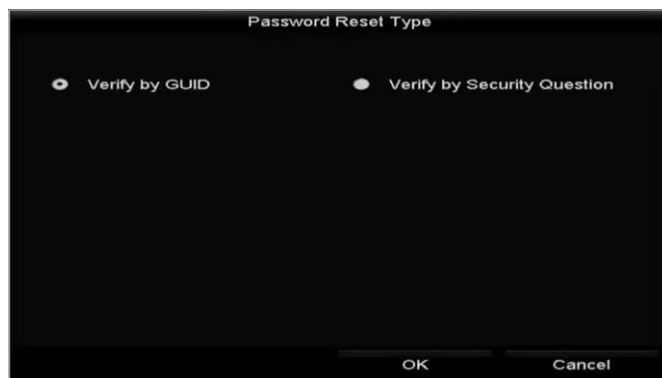 Password Reset Type
Verify by GUID
Verify by Security Question
OK
Cancel